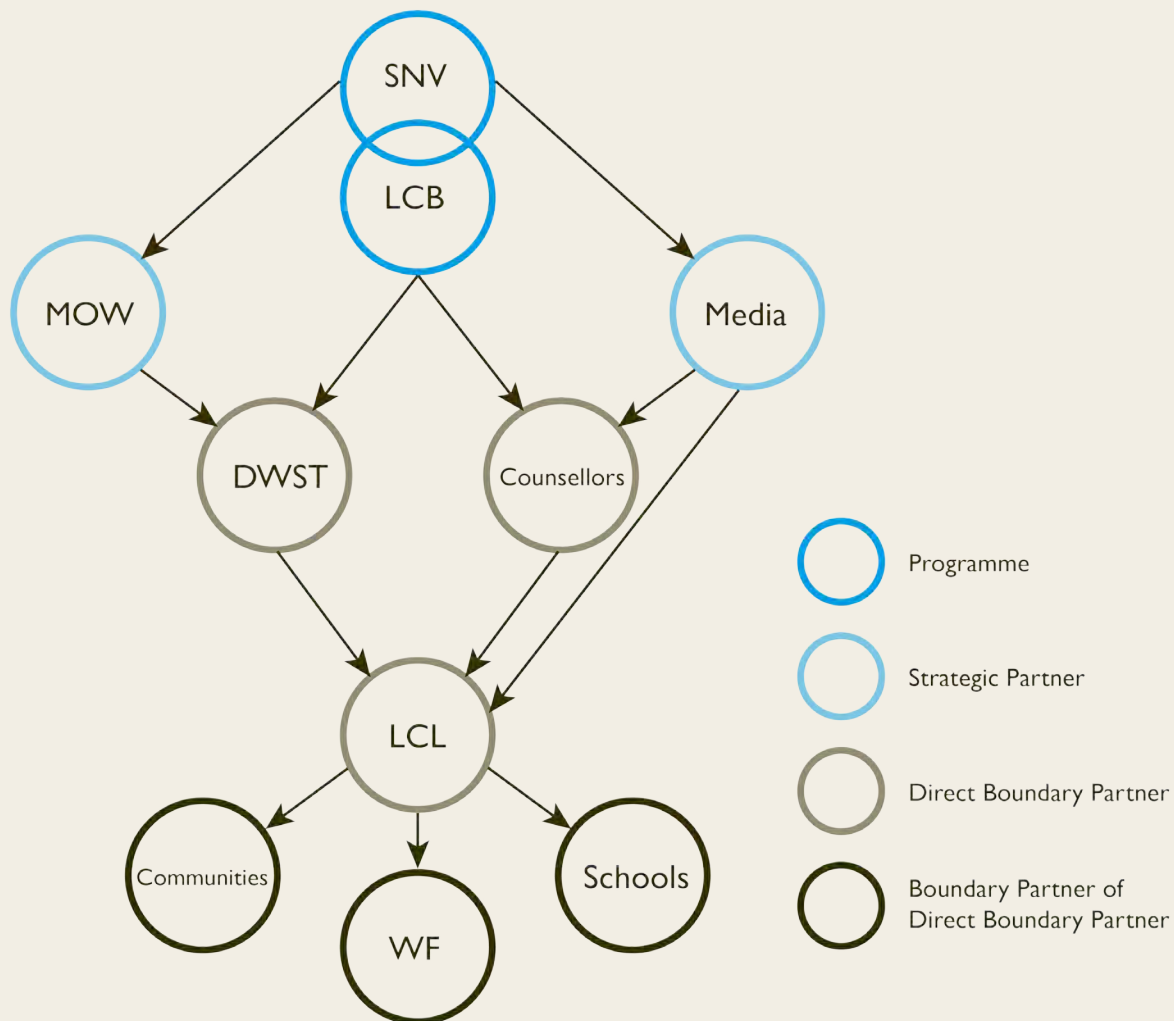 SNV
LCB
MOW
Media
DWST
Counsellors
Programme
Strategic Partner
LCL
Direct Boundary Partner
Communities
Schools
WF
Boundary Partner of
Direct Boundary Partner